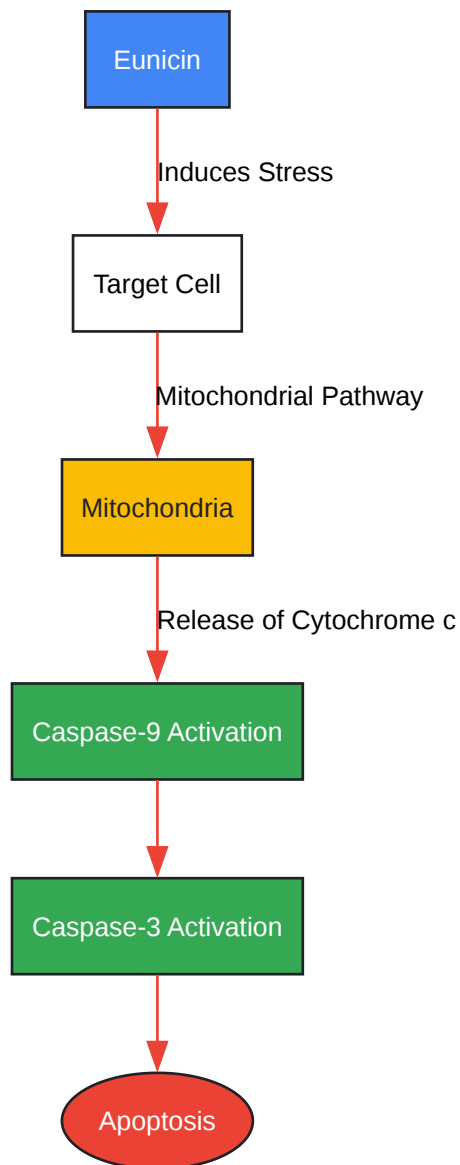 Eunicin
Induces Stress
Target Cell
Mitochondrial Pathway
Mitochondria
Release of Cytochrome c
Caspase-9 Activation
Caspase-3 Activation
Apoptosis